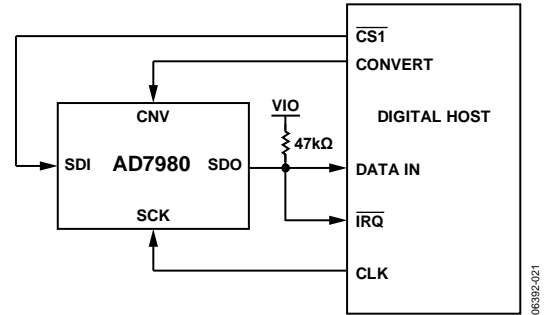 CS1
CONVERT
VIO
CNV
DIGITAL HOST
47kΩ
SDI AD7980 SDO
DATA IN
SCK
IRQ
CLK
06392-021